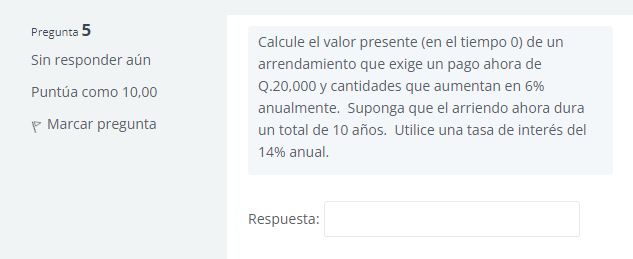 Pregunta 5
Sin responder aún
Puntúa como 10,00
Marcar pregunta
Calcule el valor presente (en el tiempo 0) de un
arrendamiento que exige un pago ahora de
Q.20,000 y cantidades que aumentan en 6%
anualmente. Suponga que el arriendo ahora dura
un total de 10 años. Utilice una tasa de interés del
14% anual.
Respuesta: